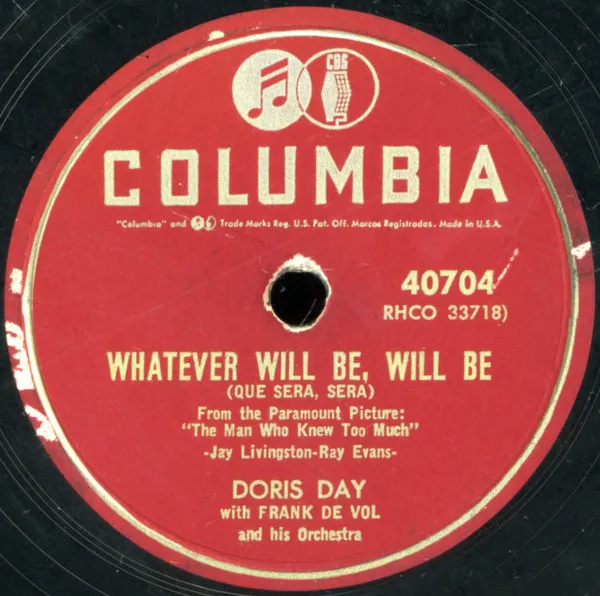 CBS
COLUMBIA
"Columbia" and Trade Marks Reg. U.S. Pat. Off. Marcas Registradas. Made in U.S.A.
40704
RHCO 33718)
WHATEVER WILL BE, WILL BE
(QUE SERA, SERA)
From the Paramount Picture:
"The Man Who Knew Too Much"
-Jay Livingston-Ray Evans-
DORIS DAY
with FRANK DE VOL
and his Orchestra